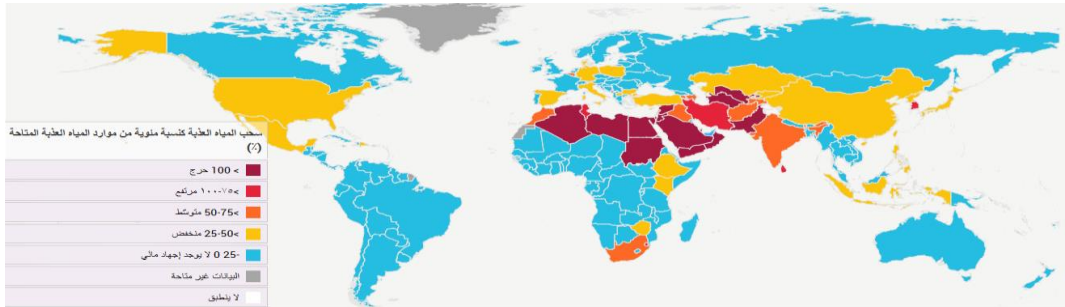 سحب المياه العذبة كنسبة مئوية من موارد المياه العذبة المتاحة
(٪)
> 100 حرج
>٧٥-١٠٠ مرتفع
>50-75 متوسط
>25-50 منخفض
0 25- لا يوجد إجهاد مائي
البيانات غير متاحة
لا ينطبق